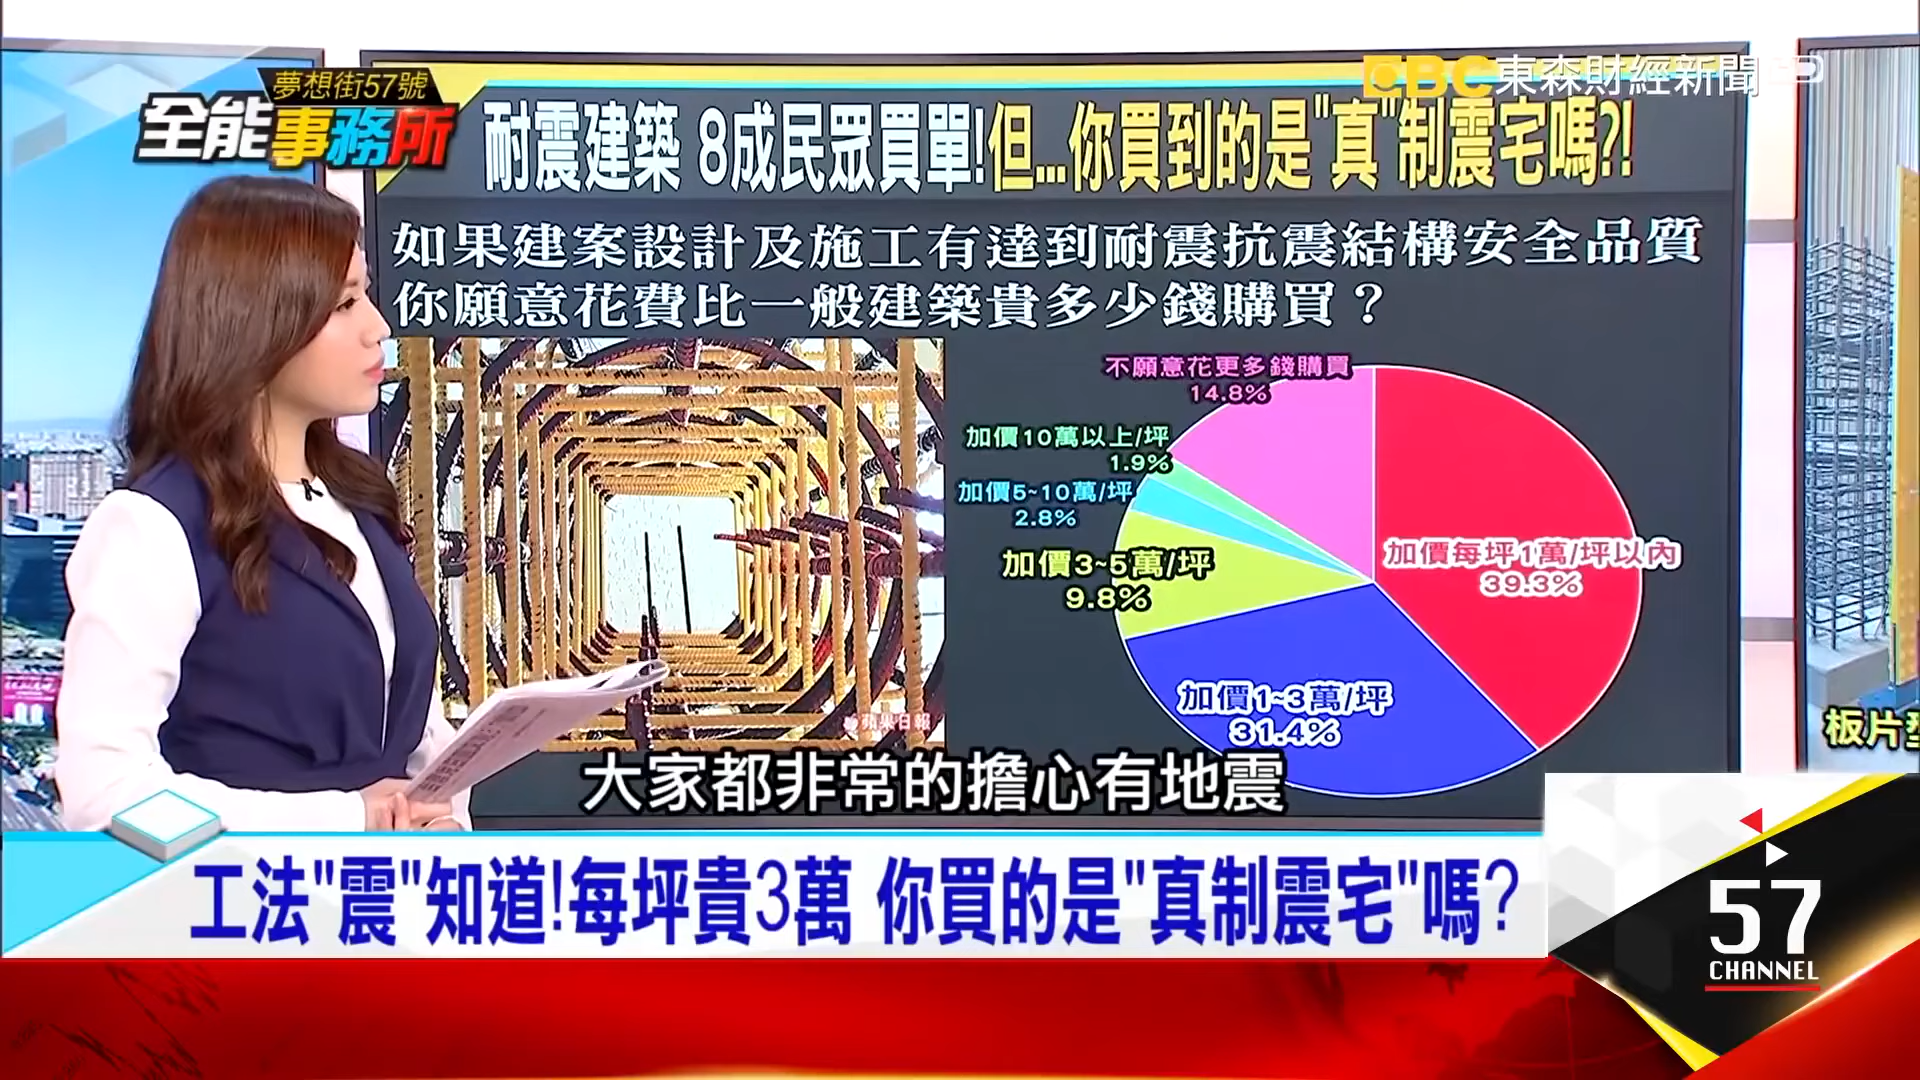 夢想街57號
全能事務所
EBC東森財經新聞
耐震建築 8成民眾買單!但...你買到的是"真"制震宅嗎?!
如果建案設計及施工有達到耐震抗震結構安全品質
你願意花費比一般建築貴多少錢購買？
不願意花更多錢購買
14.8%
加價10萬以上/坪
1.9%
加價5~10萬/坪
2.8%
加價3~5萬/坪
9.8%
加價每坪1萬/坪以內
39.3%
加價1~3萬/坪
31.4%
蘋果日報
板片型
大家都非常的擔心有地震
工法"震"知道!每坪貴3萬 你買的是"真制震宅"嗎?
57
CHANNEL